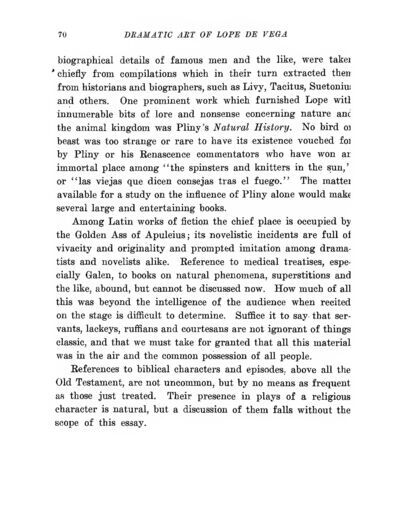 70 DRAMATIC ART OF LOPE DE VEGA
biographical details of famous men and the like, were taken
chiefly from compilations which in their turn extracted them
from historians and biographers, such as Livy, Tacitus, Suetonius
and others. One prominent work which furnished Lope with
innumerable bits of lore and nonsense concerning nature and
the animal kingdom was Pliny's Natural History. No bird or
beast was too strange or rare to have its existence vouched for
by Pliny or his Renascence commentators who have won an
immortal place among "the spinsters and knitters in the sun,'
or "las viejas que dicen consejas tras el fuego." The matter
available for a study on the influence of Pliny alone would make
several large and entertaining books.
Among Latin works of fiction the chief place is occupied by
the Golden Ass of Apuleius; its novelistic incidents are full of
vivacity and originality and prompted imitation among drama-
tists and novelists alike. Reference to medical treatises, espe-
cially Galen, to books on natural phenomena, superstitions and
the like, abound, but cannot be discussed now. How much of all
this was beyond the intelligence of the audience when recited
on the stage is difficult to determine. Suffice it to say that ser-
vants, lackeys, ruffians and courtesans are not ignorant of things
classic, and that we must take for granted that all this material
was in the air and the common possession of all people.
References to biblical characters and episodes, above all the
Old Testament, are not uncommon, but by no means as frequent
as those just treated. Their presence in plays of a religious
character is natural, but a discussion of them falls without the
scope of this essay.